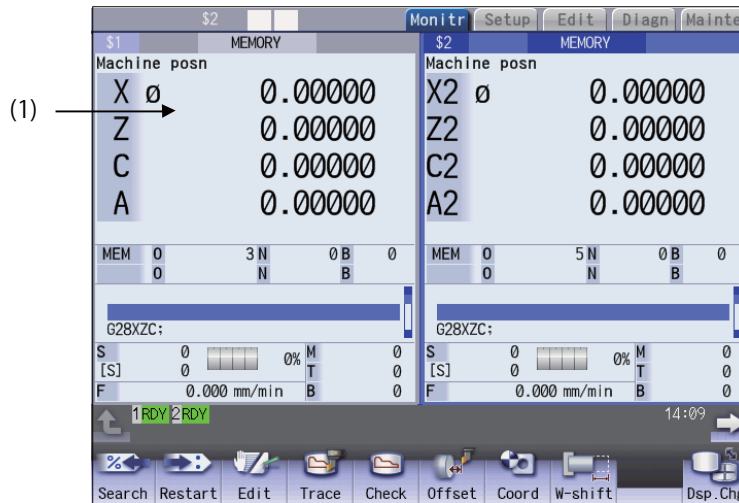 $2 Monitr Setup Edit Diagn Mainte
$1 MEMORY $2 MEMORY
Machine posn Machine posn
(1) X ø 0.00000 X2 ø 0.00000
Z 0.00000 Z2 0.00000
C 0.00000 C2 0.00000
A 0.00000 A2 0.00000
MEM O 3 N 0 B 0 MEM O 5 N 0 B 0
O N B O N B
G28XZC; G28XZC;
S 0 0% M 0 S 0 0% M 0
[S] 0 T 0 [S] 0 T 0
F 0.000 mm/min B 0 F 0.000 mm/min B 0
1 RDY 2 RDY 14:09
Search Restart Edit Trace Check Offset Coord W-shift Dsp.Chg